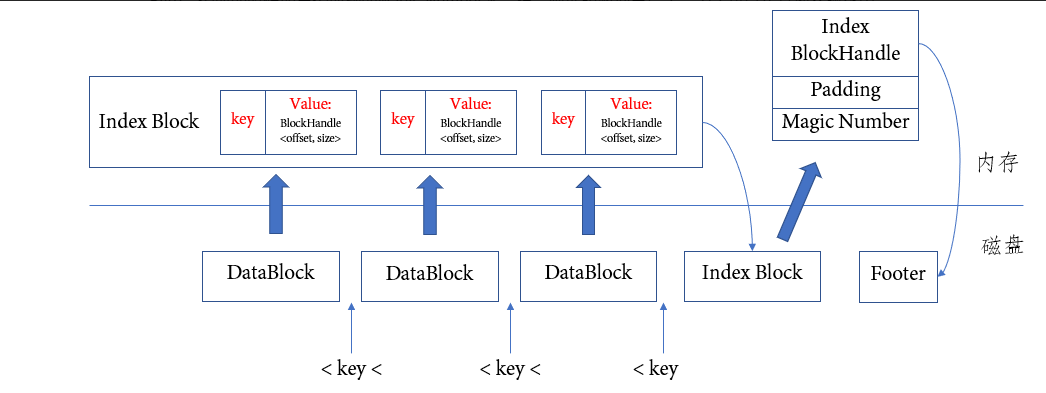 Index
BlockHandle
Padding
Magic Number
Index Block
key
Value:
BlockHandle
<offset, size>
key
Value:
BlockHandle
<offset, size>
key
Value:
BlockHandle
<offset, size>
内存
磁盘
DataBlock
DataBlock
DataBlock
Index Block
Footer
< key <
< key <
< key